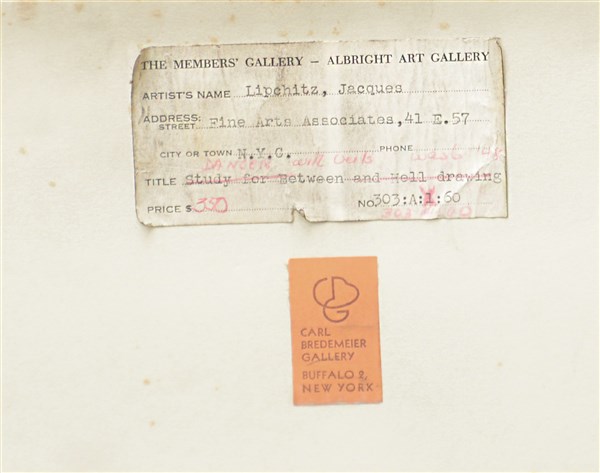 THE MEMBERS' GALLERY - ALBRIGHT ART GALLERY
ARTIST'S NAME Lipchitz, Jacques
ADDRESS: STREET Fine Arts Associates,41 E.57
CITY OR TOWN N.Y.C. PHONE
DANCER with Veils
TITLE Study for Between and Hell drawing
PRICE $ 350 NO 303:A:1:60
CDG
CARL
BREDEMEIER
GALLERY
BUFFALO 2,
NEW YORK